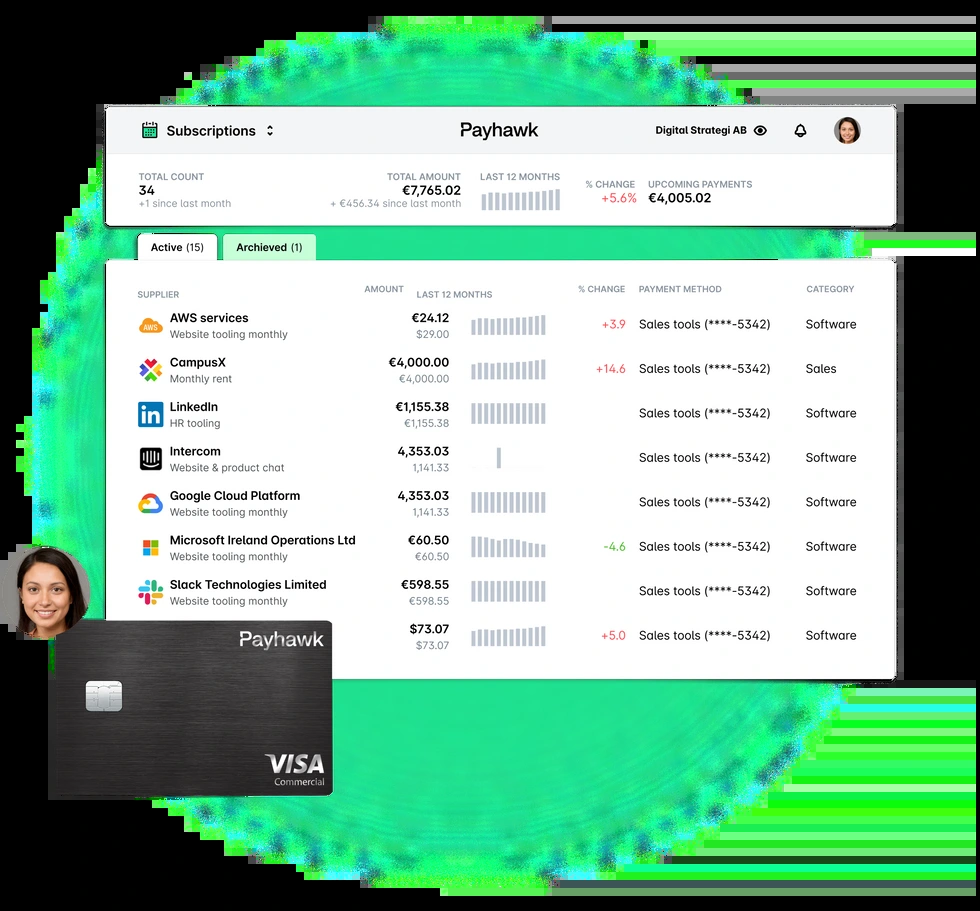 Subscriptions
Payhawk
Digital Strategi AB
TOTAL COUNT
34
+1 since last month
TOTAL AMOUNT
€7,765.02
+ €456.34 since last month
LAST 12 MONTHS
% CHANGE
+5.6%
UPCOMING PAYMENTS
€4,005.02
Active (15)
Archieved (1)
SUPPLIER AMOUNT LAST 12 MONTHS % CHANGE PAYMENT METHOD CATEGORY
aws AWS services €24.12 +3.9 Sales tools (****-5342) Software
Website tooling monthly $29.00
CampusX €4,000.00 +14.6 Sales tools (****-5342) Sales
Monthly rent €4,000.00
in LinkedIn €1,155.38 Sales tools (****-5342) Software
HR tooling €1,155.38
Intercom 4,353.03 Sales tools (****-5342) Software
Website & product chat 1,141.33
Google Cloud Platform 4,353.03 Sales tools (****-5342) Software
Website tooling monthly 1,141.33
Microsoft Ireland Operations Ltd €60.50 -4.6 Sales tools (****-5342) Software
Website tooling monthly €60.50
Slack Technologies Limited €598.55 Sales tools (****-5342) Software
Website tooling monthly €598.55
$73.07 +5.0 Sales tools (****-5342) Software
$73.07
Payhawk
VISA
Commercial